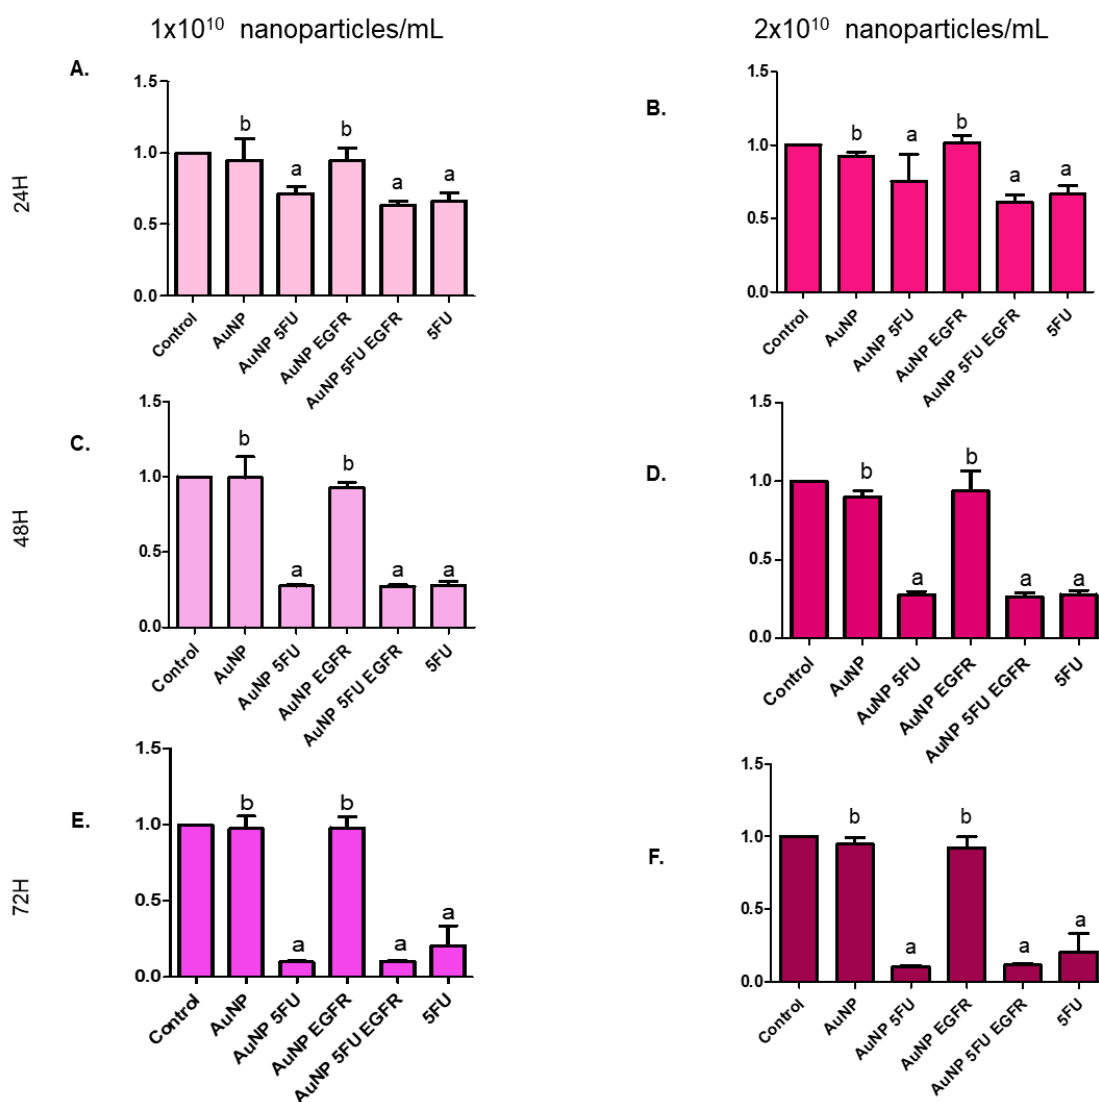 1x10¹⁰ nanoparticles/mL
2x10¹⁰ nanoparticles/mL
24H
A.
1.5
1.0
0.5
0.0
b
a
b
a
a
Control
AuNP
AuNP 5FU
AuNP EGFR
AuNP 5FU EGFR
5FU
B.
1.5
1.0
0.5
0.0
b
a
b
a
a
Control
AuNP
AuNP 5FU
AuNP EGFR
AuNP 5FU EGFR
5FU
48H
C.
1.5
1.0
0.5
0.0
b
a
b
a
a
Control
AuNP
AuNP 5FU
AuNP EGFR
AuNP 5FU EGFR
5FU
D.
1.5
1.0
0.5
0.0
b
a
b
a
a
Control
AuNP
AuNP 5FU
AuNP EGFR
AuNP 5FU EGFR
5FU
72H
E.
1.5
1.0
0.5
0.0
b
a
b
a
a
Control
AuNP
AuNP 5FU
AuNP EGFR
AuNP 5FU EGFR
5FU
F.
1.5
1.0
0.5
0.0
b
a
b
a
a
Control
AuNP
AuNP 5FU
AuNP EGFR
AuNP 5FU EGFR
5FU